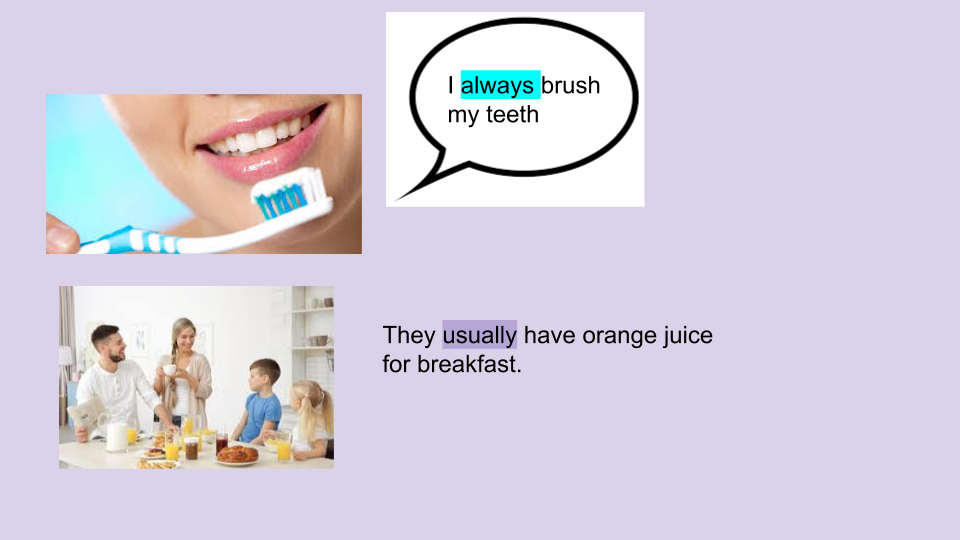 I always brush
my teeth
They usually have orange juice
for breakfast.